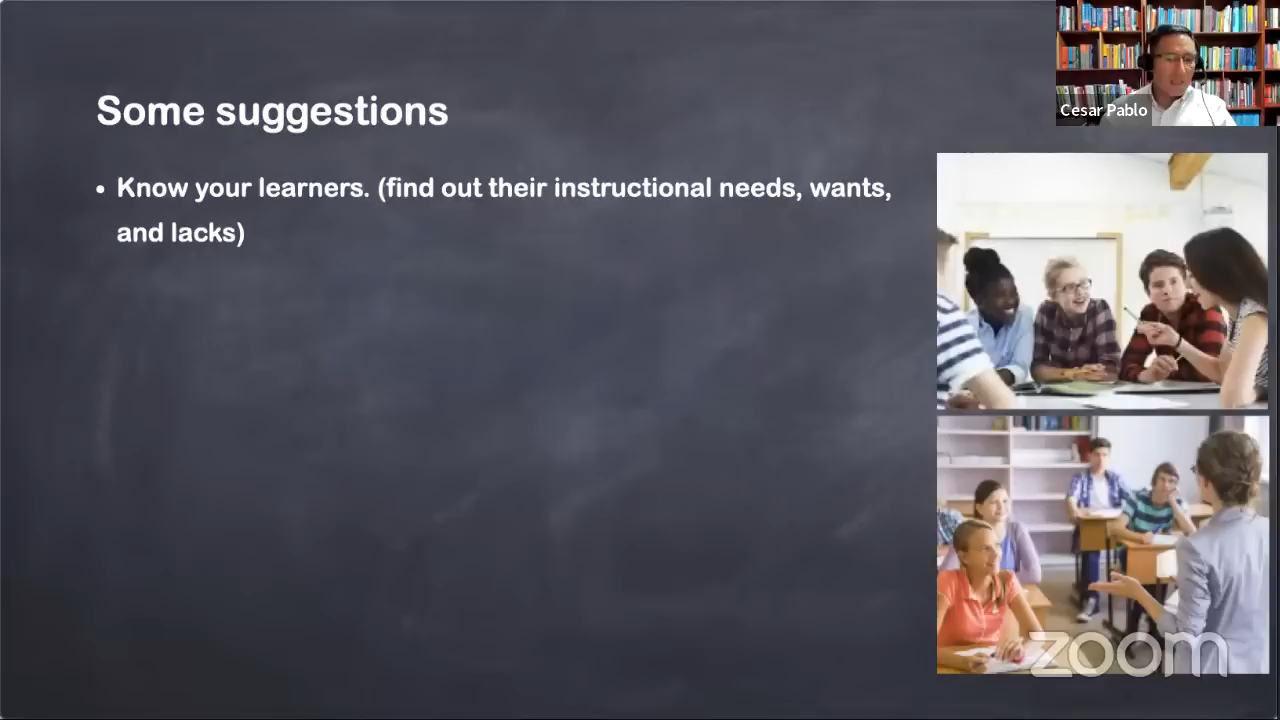 Some suggestions
• Know your learners. (find out their instructional needs, wants,
and lacks)
Cesar Pablo
zoom